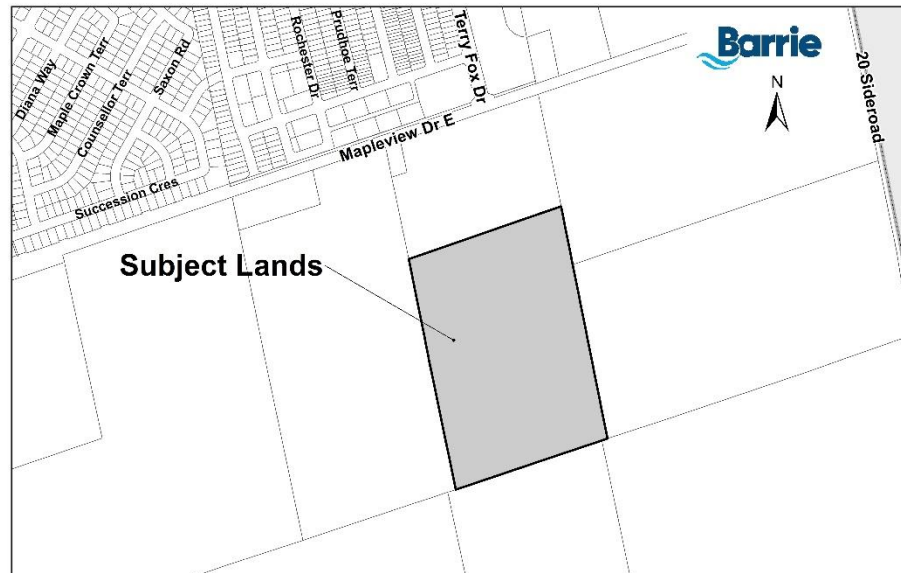 Barrie
N
20 Sideroad
Terry Fox Dr
Prudhoe Terr
Rochester Dr
Saxon Rd
Counsellor Terr
Maple Crown Terr
Diana Way
Mapleview Dr E
Succession Cres
Subject Lands